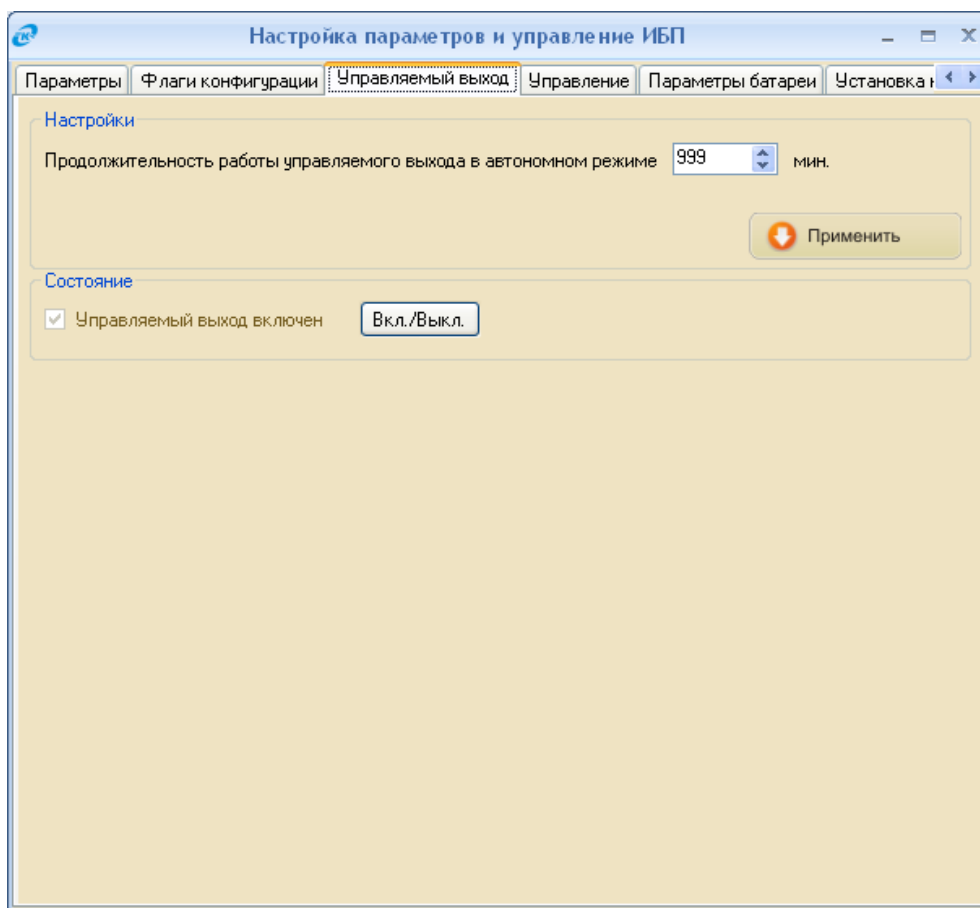 Настройка параметров и управление ИБП
Параметры Флаги конфигурации Управляемый выход Управление Параметры батареи Установка
Настройки
Продолжительность работы управляемого выхода в автономном режиме 999 мин.
Применить
Состояние
Управляемый выход включен Вкл./Выкл.